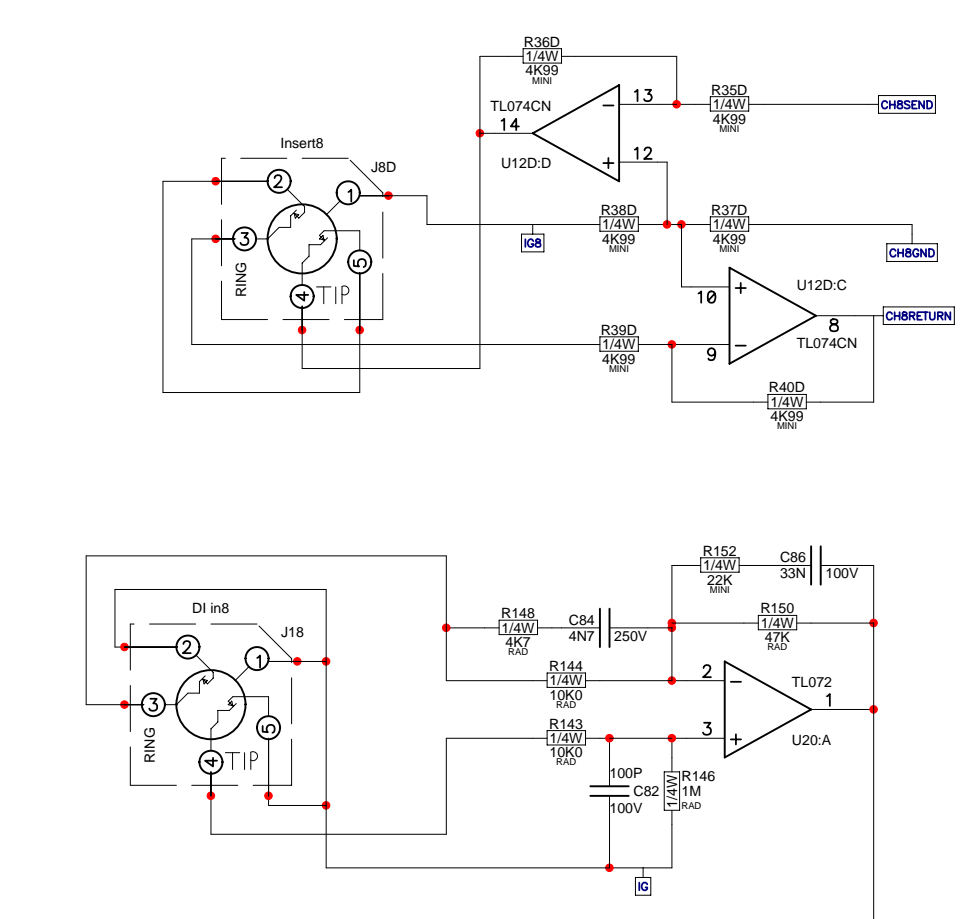 R36D
1/4W
4K99
MINI
TL074CN
14
13
12
U12D:D
R35D
1/4W
4K99
MINI
CH8SEND
Insert8
J8D
2
1
3
RING
5
4
TIP
IG8
R38D
1/4W
4K99
MINI
R37D
1/4W
4K99
MINI
CH8GND
10
9
U12D:C
8
TL074CN
CH8RETURN
R39D
1/4W
4K99
MINI
R40D
1/4W
4K99
MINI
R152
1/4W
22K
MINI
C86
33N
100V
DI in8
J18
2
1
3
RING
5
4
TIP
R148
1/4W
4K7
RAD
C84
4N7
250V
R150
1/4W
47K
RAD
R144
1/4W
10K0
RAD
R143
1/4W
10K0
RAD
2
3
TL072
1
U20:A
100P
C82
100V
1/4W
R146
1M
RAD
IG